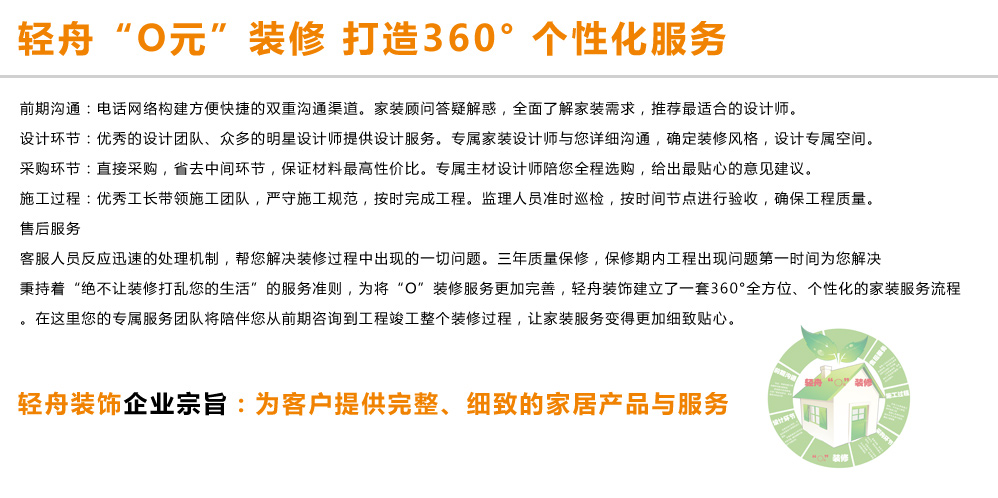 轻舟“O元”装修 打造360° 个性化服务
前期沟通：电话网络构建方便快捷的双重沟通渠道。家装顾问答疑解惑，全面了解家装需求，推荐最适合的设计师。
设计环节：优秀的设计团队、众多的明星设计师提供设计服务。专属家装设计师与您详细沟通，确定装修风格，设计专属空间。
采购环节：直接采购，省去中间环节，保证材料最高性价比。专属主材设计师陪您全程选购，给出最贴心的意见建议。
施工过程：优秀工长带领施工团队，严守施工规范，按时完成工程。监理人员准时巡检，按时间节点进行验收，确保工程质量。
售后服务
客服人员反应迅速的处理机制，帮您解决装修过程中出现的一切问题。三年质量保修，保修期内工程出现问题第一时间为您解决
秉持着“绝不让装修打乱您的生活”的服务准则，为将“O”装修服务更加完善，轻舟装饰建立了一套360°全方位、个性化的家装服务流程
。在这里您的专属服务团队将陪伴您从前期咨询到工程竣工整个装修过程，让家装服务变得更加细致贴心。
轻舟“○”装修
轻舟装饰企业宗旨：为客户提供完整、细致的家居产品与服务
“○”装修